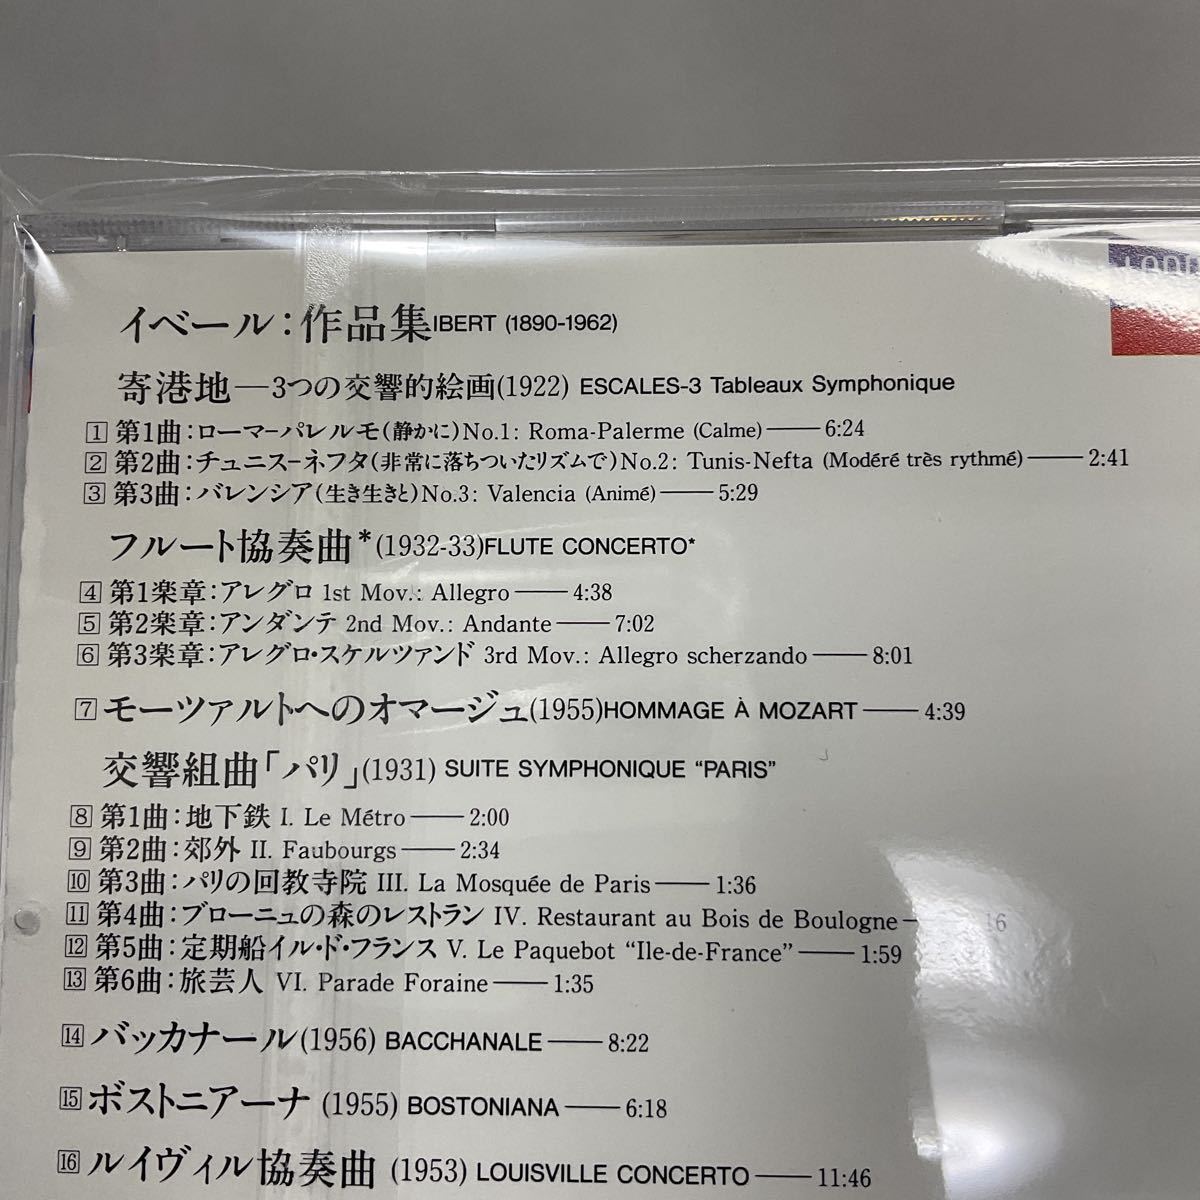 イベール：作品集IBERT (1890-1962)
寄港地―3つの交響的絵画(1922) ESCALES-3 Tableaux Symphonique
1 第1曲：ローマ−パレルモ（静かに）No.1: Roma-Palerme (Calme)―6:24
2 第2曲：チュニス−ネフタ（非常に落ちついたリズムで）No.2: Tunis-Nefta (Modéré très rythmé)―2:41
3 第3曲：バレンシア（生き生きと）No.3: Valencia (Animé)―5:29
フルート協奏曲*(1932-33)FLUTE CONCERTO*
4 第1楽章：アレグロ 1st Mov.: Allegro―4:38
5 第2楽章：アンダンテ 2nd Mov.: Andante―7:02
6 第3楽章：アレグロ・スケルツァンド 3rd Mov.: Allegro scherzando―8:01
7 モーツァルトへのオマージュ(1955)HOMMAGE À MOZART―4:39
交響組曲「パリ」(1931) SUITE SYMPHONIQUE “PARIS”
8 第1曲：地下鉄 I. Le Métro―2:00
9 第2曲：郊外 II. Faubourgs―2:34
10 第3曲：パリの回教寺院 III. La Mosquée de Paris―1:36
11 第4曲：ブローニュの森のレストラン IV. Restaurant au Bois de Boulogne― 16
12 第5曲：定期船イル・ド・フランス V. Le Paquebot “Ile-de-France”―1:59
13 第6曲：旅芸人 VI. Parade Foraine―1:35
14 バッカナール(1956) BACCHANALE―8:22
15 ボストニアーナ (1955) BOSTONIANA―6:18
16 ルイヴィル協奏曲 (1953) LOUISVILLE CONCERTO―11:46